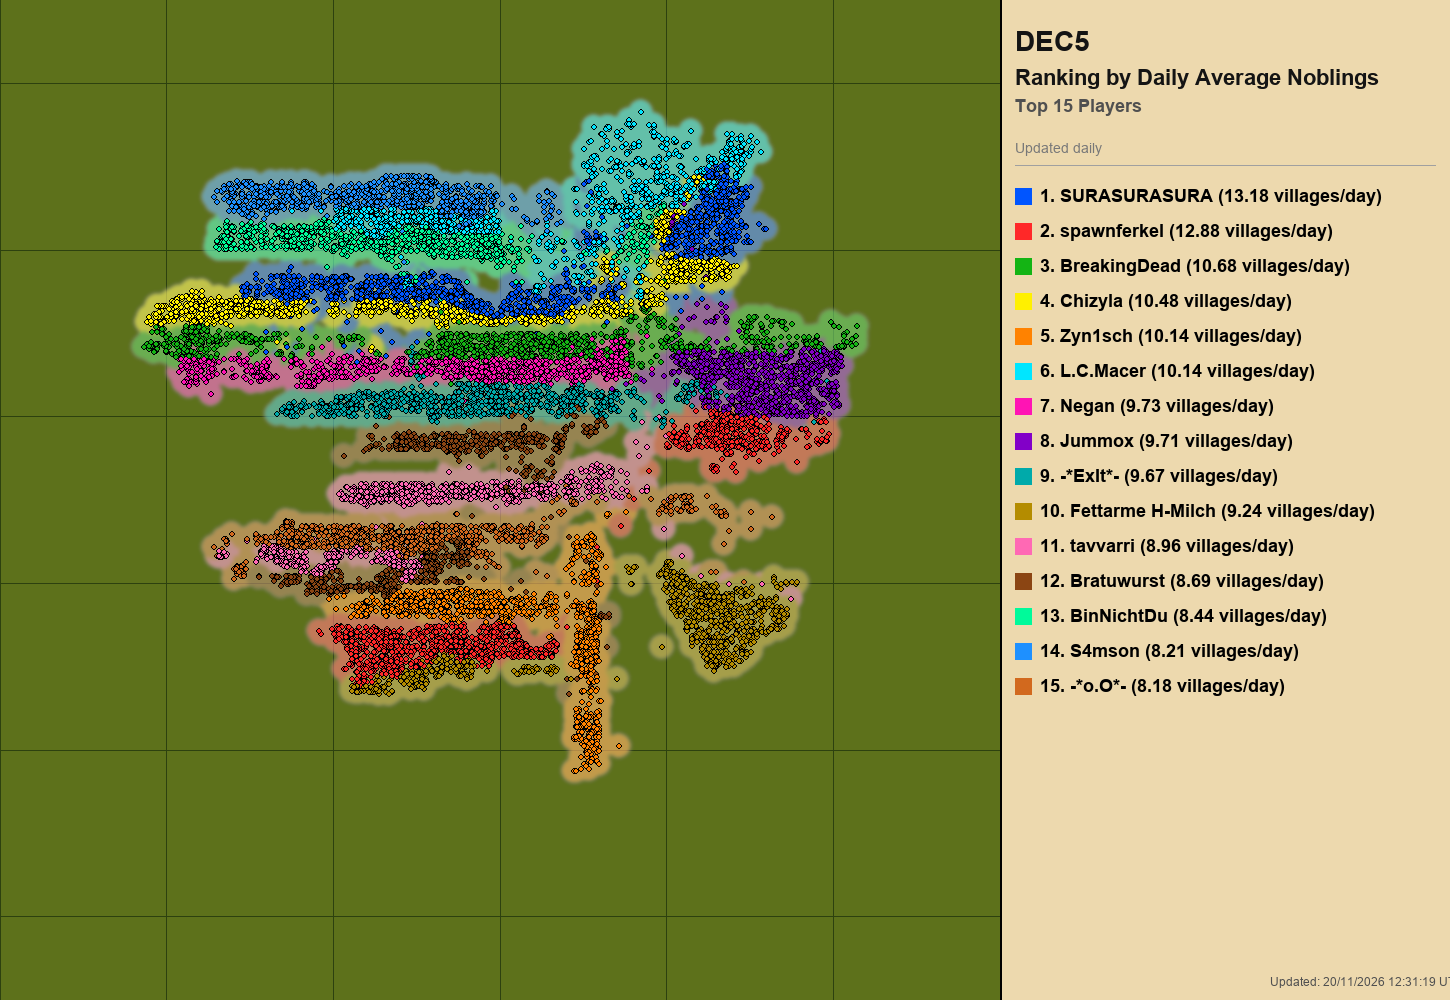 DEC5
Ranking by Daily Average Noblings
Top 15 Players
Updated daily
1. SURASURASURA (13.18 villages/day)
2. spawnferkel (12.88 villages/day)
3. BreakingDead (10.68 villages/day)
4. Chizyla (10.48 villages/day)
5. Zyn1sch (10.14 villages/day)
6. L.C.Macer (10.14 villages/day)
7. Negan (9.73 villages/day)
8. Jummox (9.71 villages/day)
9. -*ExIt*- (9.67 villages/day)
10. Fettarme H-Milch (9.24 villages/day)
11. tavvarri (8.96 villages/day)
12. Bratuwurst (8.69 villages/day)
13. BinNichtDu (8.44 villages/day)
14. S4mson (8.21 villages/day)
15. -*o.O*- (8.18 villages/day)
Updated: 20/11/2026 12:31:19 U